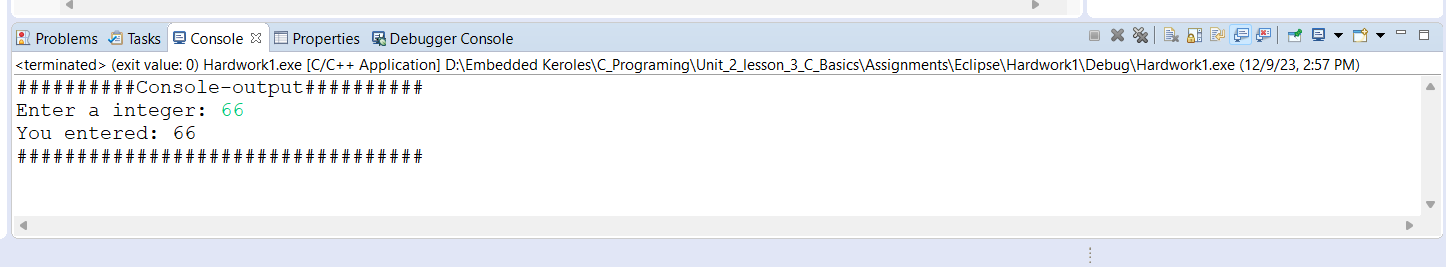 Problems Tasks Console Properties Debugger Console
<terminated> (exit value: 0) Hardwork1.exe [C/C++ Application] D:\Embedded Keroles\C_Programing\Unit_2_lesson_3_C_Basics\Assignments\Eclipse\Hardwork1\Debug\Hardwork1.exe (12/9/23, 2:57 PM)
##########Console-output##########
Enter a integer: 66
You entered: 66
##################################